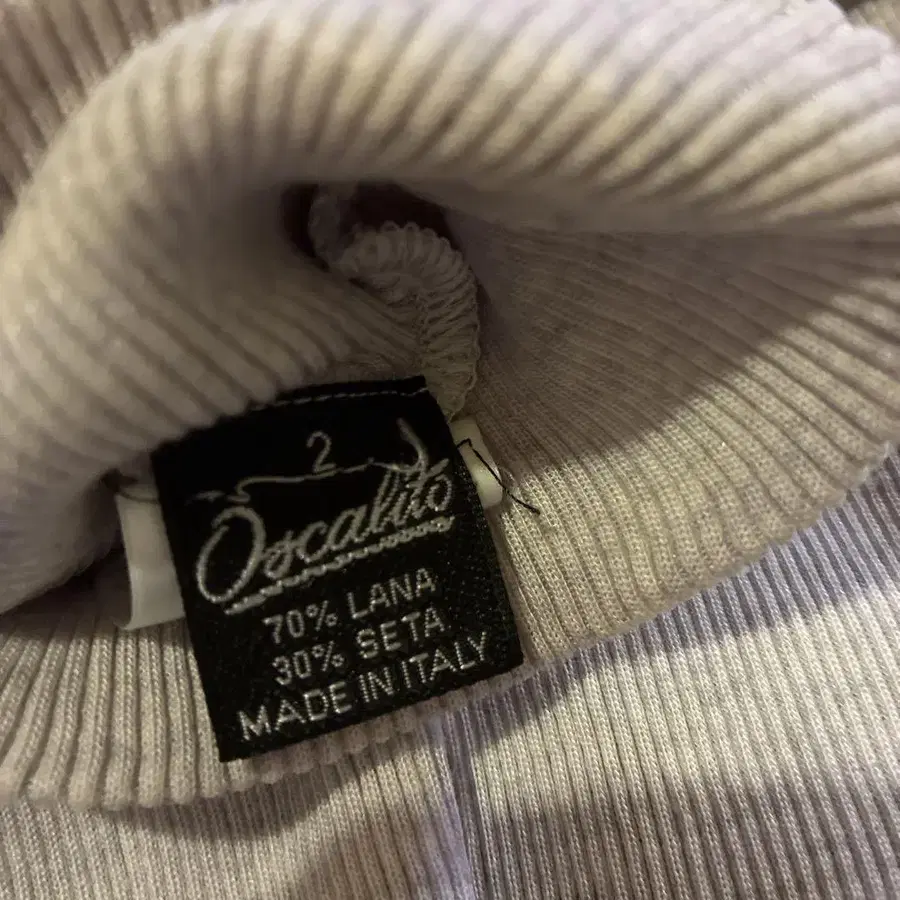 2
Oscalito
70% LANA
30% SETA
MADE IN ITALY